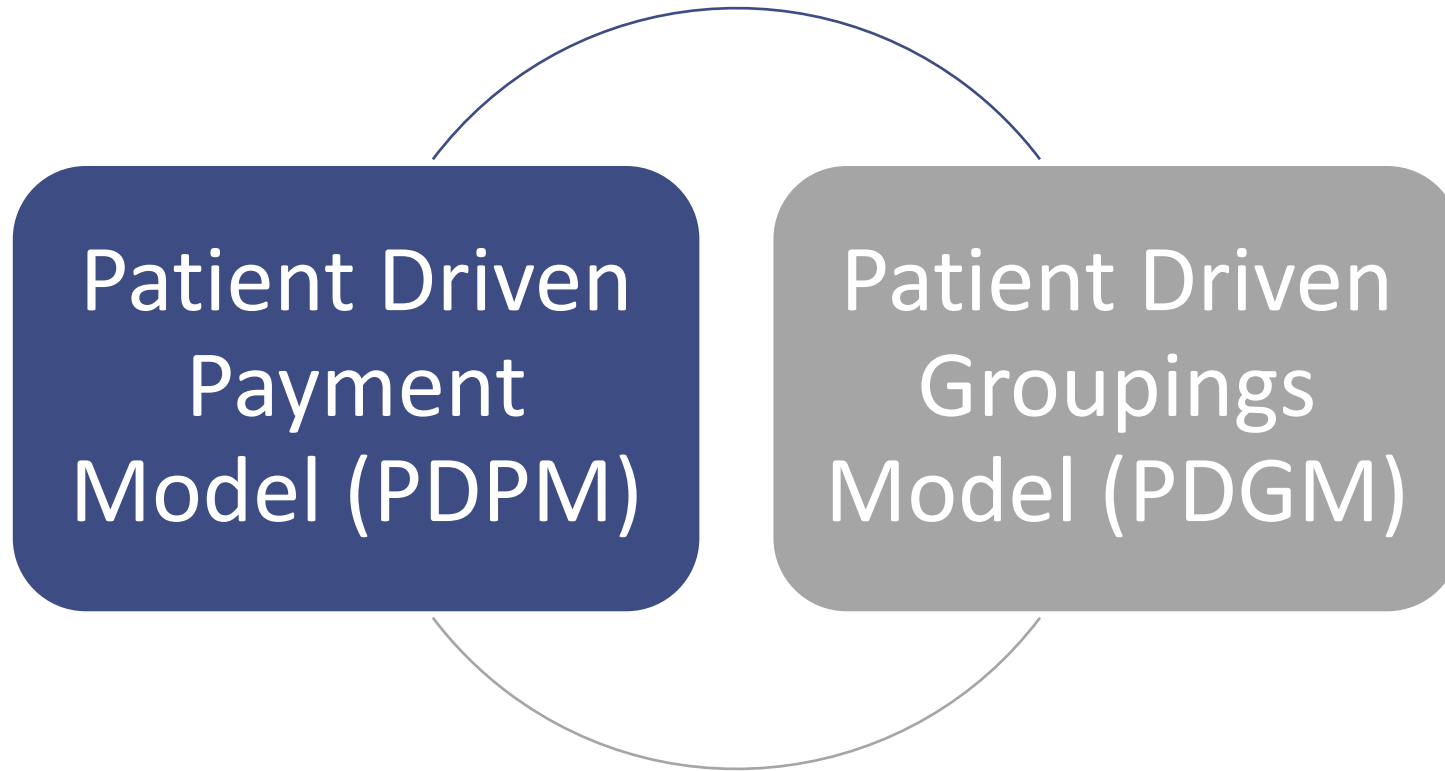 Patient Driven
Payment
Model (PDPM)
Patient Driven
Groupings
Model (PDGM)